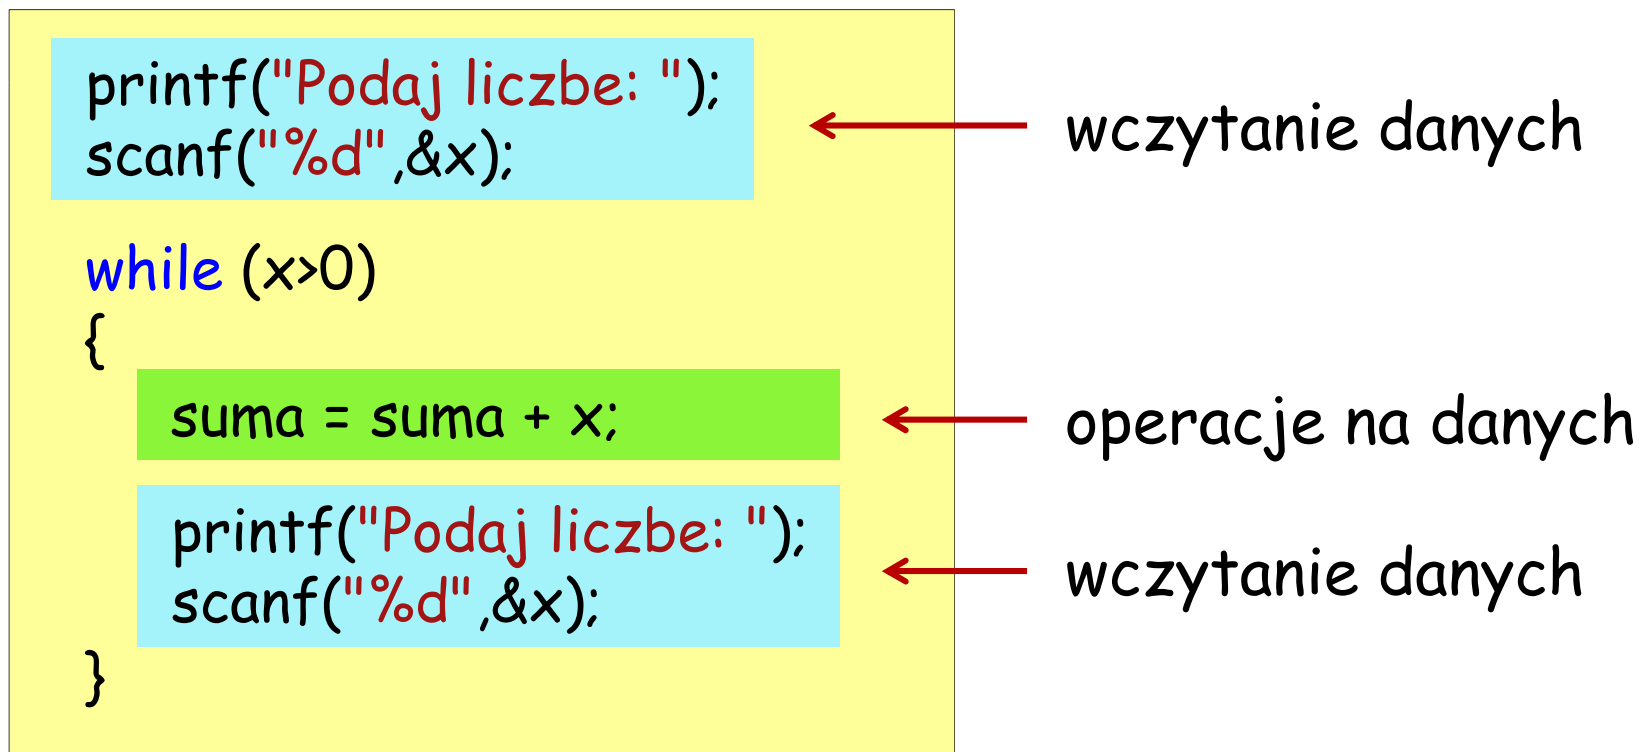 printf("Podaj liczbe: ");
scanf("%d",&x);
wczytanie danych
while (x>0)
{
suma = suma + x;
operacje na danych
printf("Podaj liczbe: ");
scanf("%d",&x);
wczytanie danych
}